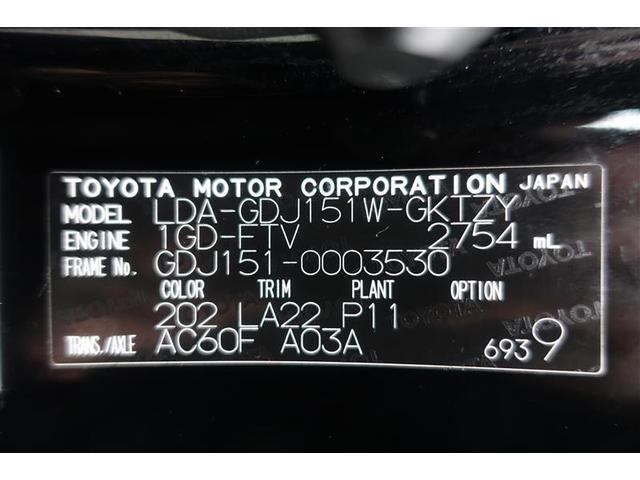 TOYOTA MOTOR CORPORATION JAPAN
MODEL LDA-GDJ151W-GKTZY
ENGINE 1GD-FTV 2754 mL
FRAME No. GDJ151-0003530
COLOR TRIM PLANT OPTION
202 LA22 P11
TRANS./AXLE AC60F A03A
6939